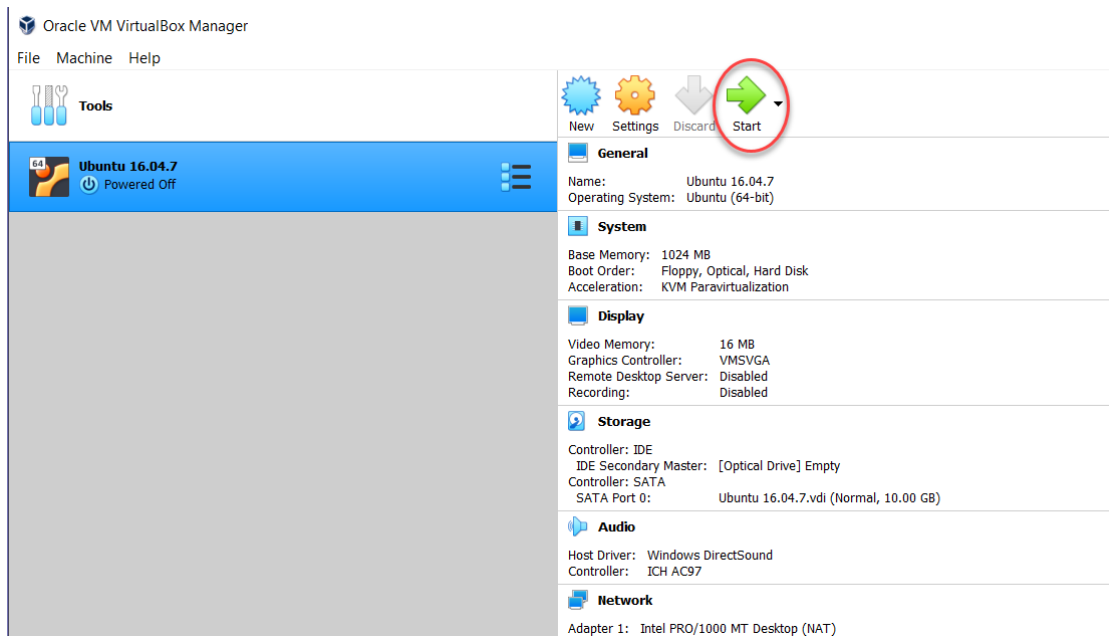 Oracle VM VirtualBox Manager
File Machine Help
Tools
New Settings Discard Start
64
Ubuntu 16.04.7
Powered Off
General
Name: Ubuntu 16.04.7
Operating System: Ubuntu (64-bit)
System
Base Memory: 1024 MB
Boot Order: Floppy, Optical, Hard Disk
Acceleration: KVM Paravirtualization
Display
Video Memory: 16 MB
Graphics Controller: VMSVGA
Remote Desktop Server: Disabled
Recording: Disabled
Storage
Controller: IDE
IDE Secondary Master: [Optical Drive] Empty
Controller: SATA
SATA Port 0: Ubuntu 16.04.7.vdi (Normal, 10.00 GB)
Audio
Host Driver: Windows DirectSound
Controller: ICH AC97
Network
Adapter 1: Intel PRO/1000 MT Desktop (NAT)